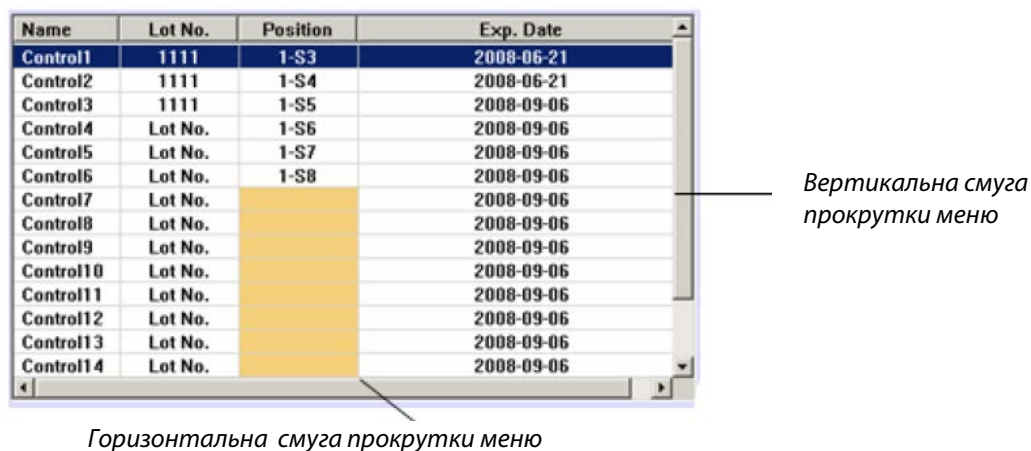 Name Lot No. Position Exp. Date
Control1 1111 1-S3 2008-06-21
Control2 1111 1-S4 2008-06-21
Control3 1111 1-S5 2008-09-06
Control4 Lot No. 1-S6 2008-09-06
Control5 Lot No. 1-S7 2008-09-06
Control6 Lot No. 1-S8 2008-09-06
Control7 Lot No. 2008-09-06
Control8 Lot No. 2008-09-06
Control9 Lot No. 2008-09-06
Control10 Lot No. 2008-09-06
Control11 Lot No. 2008-09-06
Control12 Lot No. 2008-09-06
Control13 Lot No. 2008-09-06
Control14 Lot No. 2008-09-06
Вертикальна смуга
прокрутки меню
Горизонтальна смуга прокрутки меню